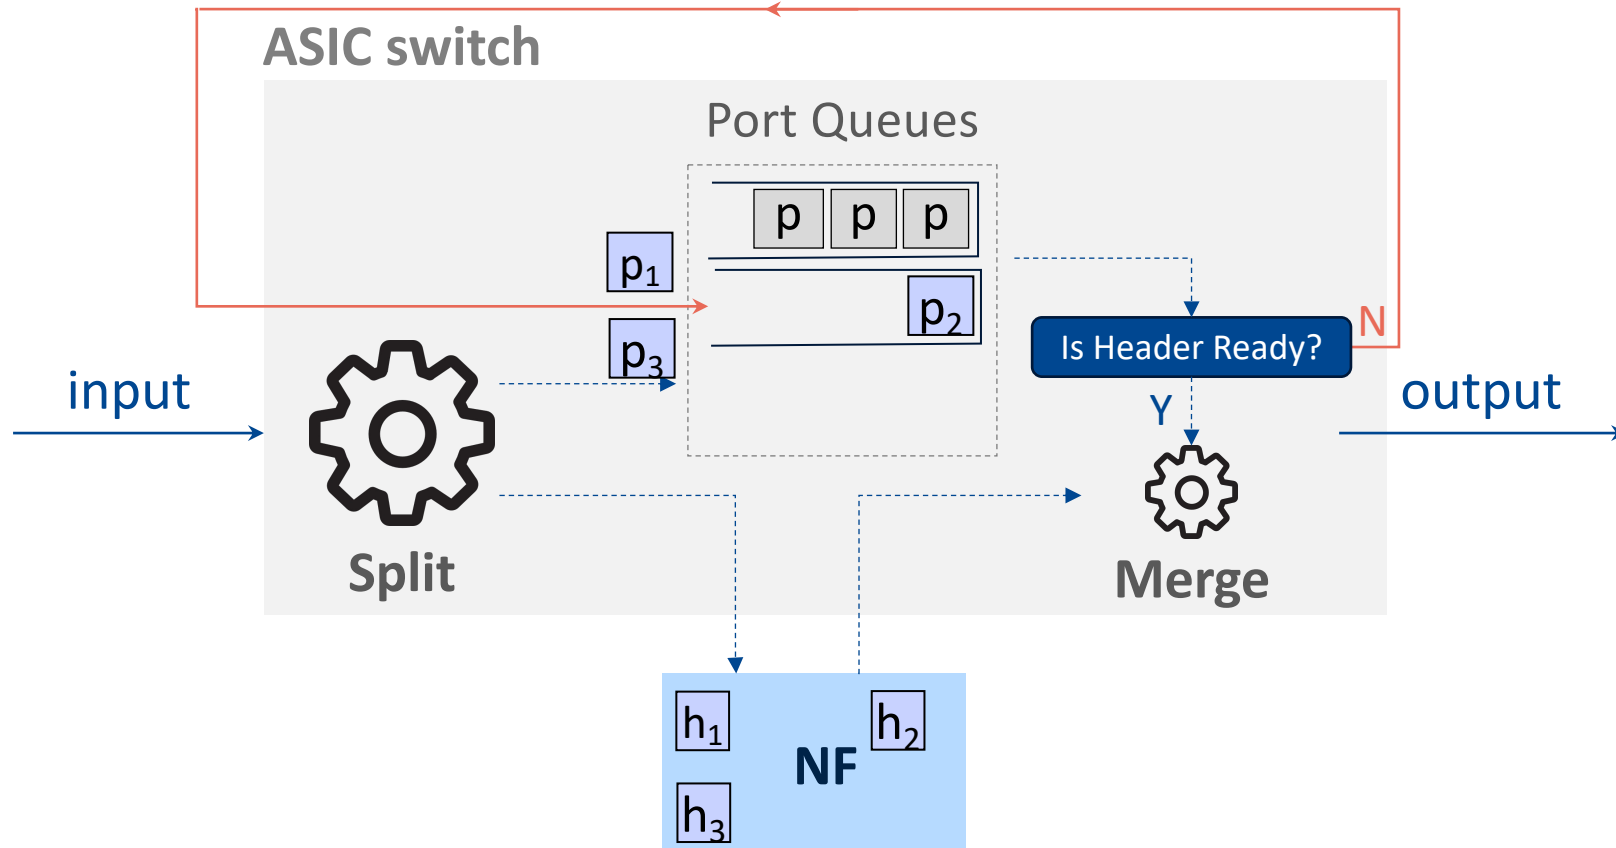 ASIC switch
Port Queues
p p p
p1
p2
p3
Is Header Ready?
N
Y
input
output
Split
Merge
h1
h2
NF
h3